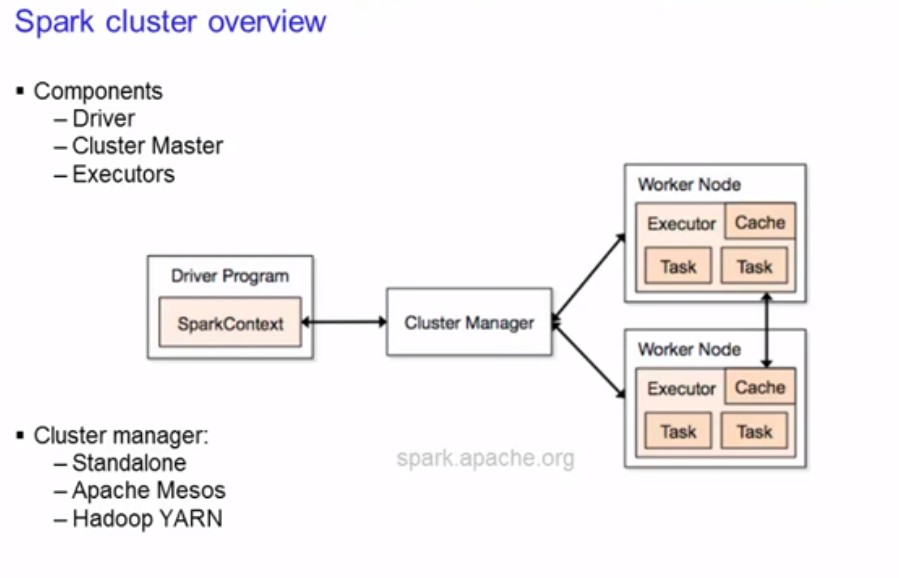 Spark cluster overview
▪ Components
– Driver
– Cluster Master
– Executors
Driver Program
SparkContext
Cluster Manager
Worker Node
Executor
Cache
Task
Task
Worker Node
Executor
Cache
Task
Task
▪ Cluster manager:
– Standalone
– Apache Mesos
– Hadoop YARN
spark.apache.org